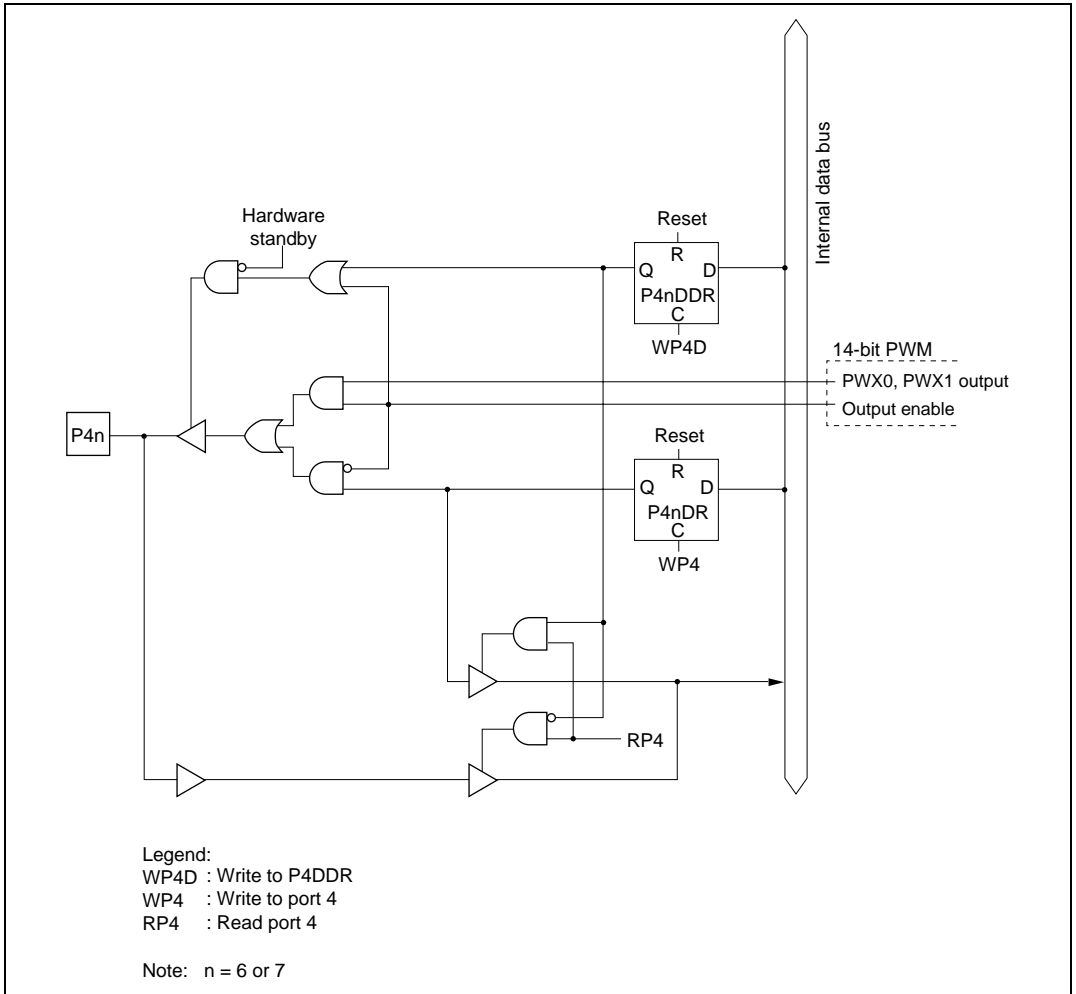 Internal data bus
Hardware
standby
Reset
R
Q D
P4nDDR
C
WP4D
14-bit PWM
PWX0, PWX1 output
Output enable
P4n
Reset
R
Q D
P4nDR
C
WP4
RP4
Legend:
WP4D : Write to P4DDR
WP4 : Write to port 4
RP4 : Read port 4
Note: n = 6 or 7